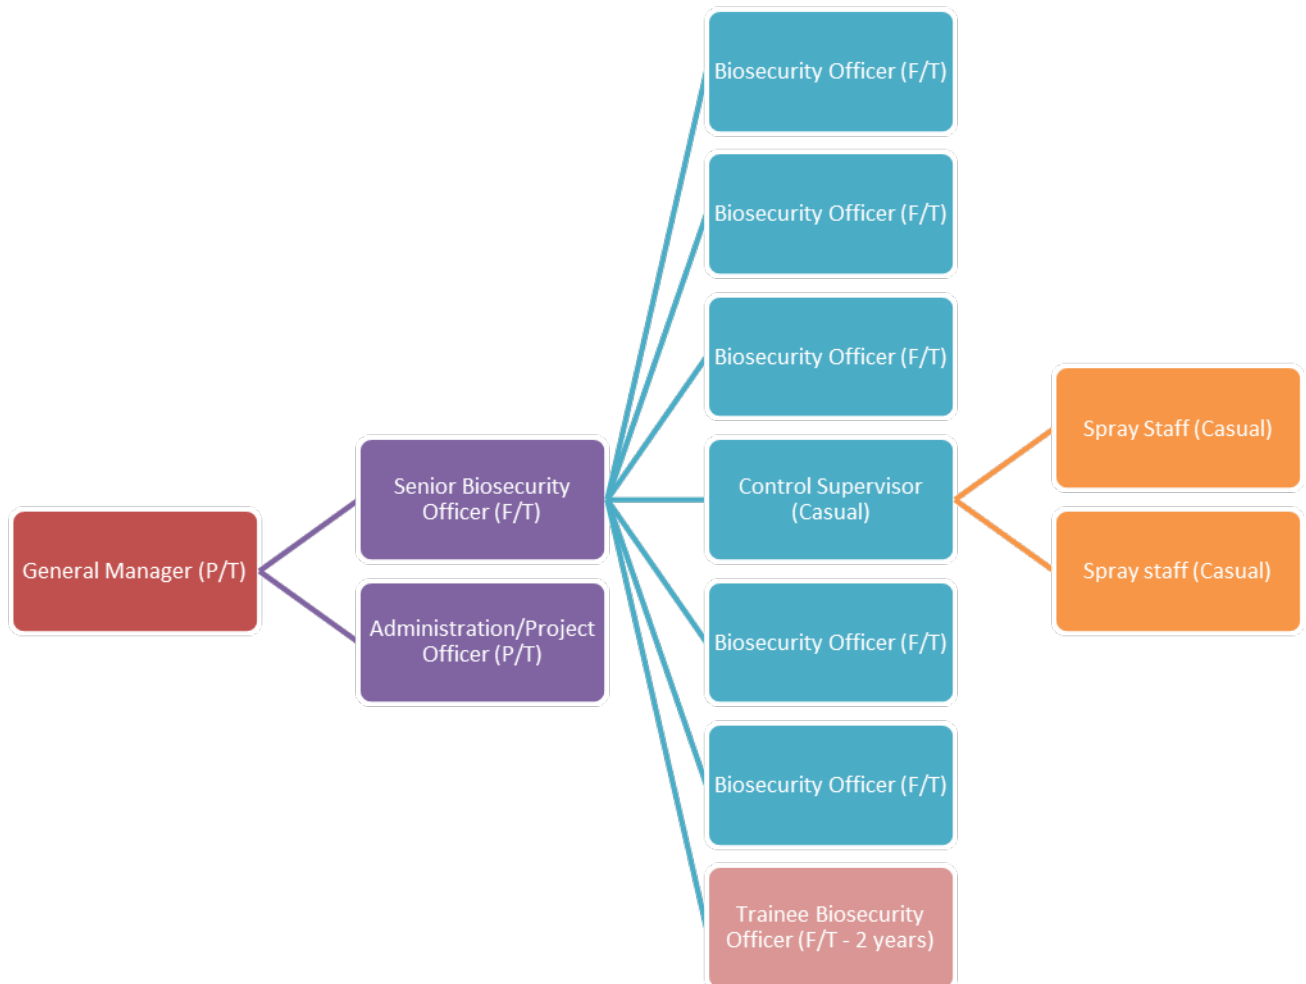 General Manager (P/T)
Senior Biosecurity
Officer (F/T)
Administration/Project
Officer (P/T)
Biosecurity Officer (F/T)
Biosecurity Officer (F/T)
Biosecurity Officer (F/T)
Control Supervisor
(Casual)
Biosecurity Officer (F/T)
Biosecurity Officer (F/T)
Trainee Biosecurity
Officer (F/T - 2 years)
Spray Staff (Casual)
Spray staff (Casual)